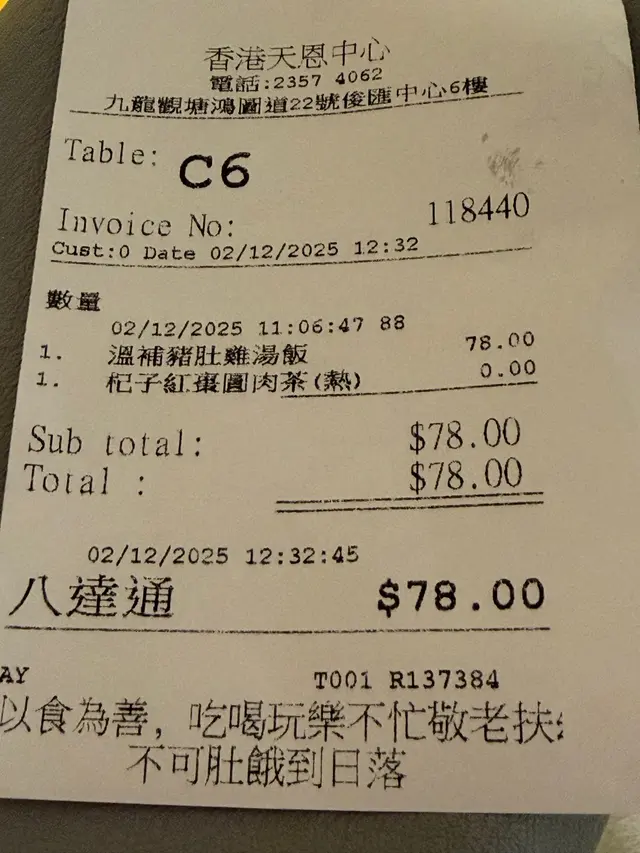 香港天恩中心
電話:2357 4062
九龍觀塘鴻圖道22號俊匯中心6樓
Table: C6
Invoice No: 118440
Cust:0 Date 02/12/2025 12:32
數量
02/12/2025 11:06:47 88
1. 溫補豬肚雞湯飯 78.00
1. 杞子紅棗圓肉茶(熱) 0.00
Sub total: $78.00
Total : $78.00
02/12/2025 12:32:45
八達通 $78.00
AY T001 R137384
以食為善, 吃喝玩樂不忙敬老扶
不可肚餓到日落